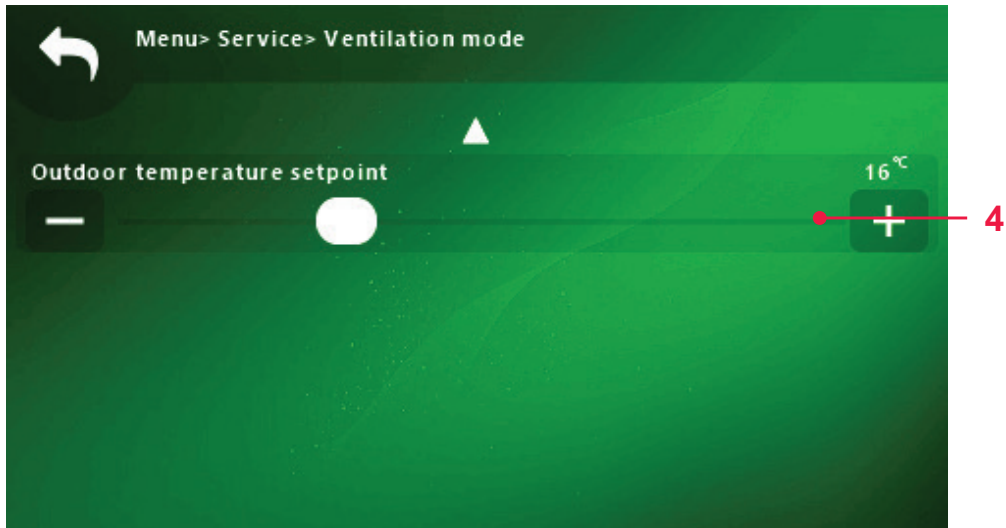 Menu> Service> Ventilation mode
Outdoor temperature setpoint
16 °C
4